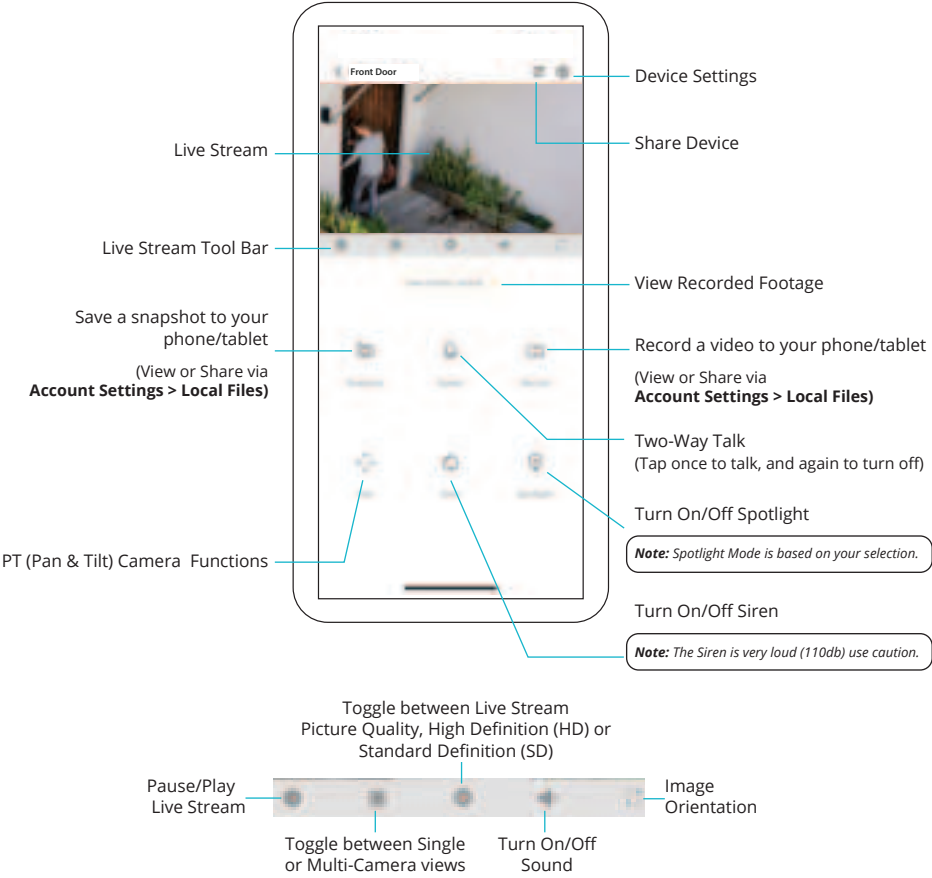 Front Door
Device Settings
Share Device
Live Stream
Live Stream Tool Bar
View Recorded Footage
Save a snapshot to your
phone/tablet
(View or Share via
Account Settings > Local Files)
Record a video to your phone/tablet
(View or Share via
Account Settings > Local Files)
Two-Way Talk
(Tap once to talk, and again to turn off)
Turn On/Off Spotlight
Note: Spotlight Mode is based on your selection.
PT (Pan & Tilt) Camera Functions
Turn On/Off Siren
Note: The Siren is very loud (110db) use caution.
Toggle between Live Stream
Picture Quality, High Definition (HD) or
Standard Definition (SD)
Pause/Play
Live Stream
Image
Orientation
Toggle between Single
or Multi-Camera views
Turn On/Off
Sound